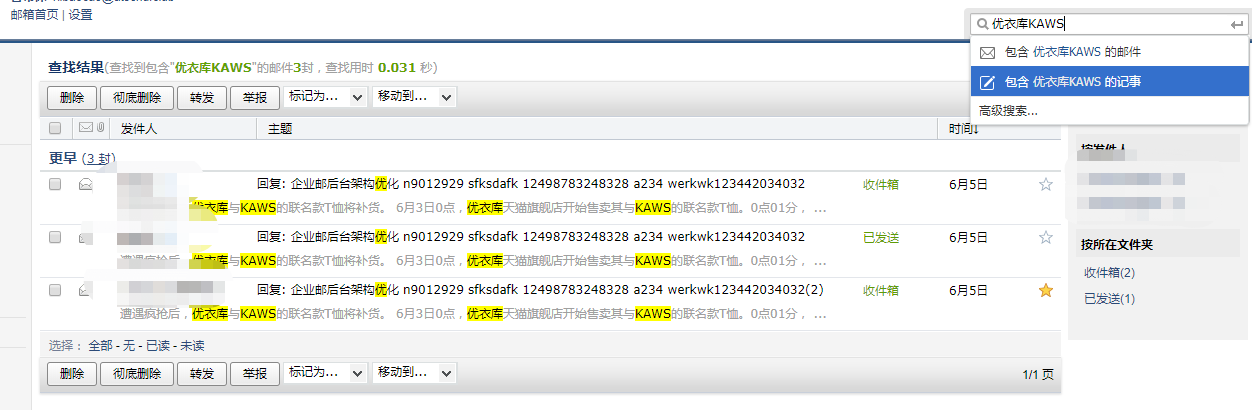 邮箱首页 | 设置
优衣库KAWS
包含 优衣库KAWS 的邮件
包含 优衣库KAWS 的记事
高级搜索...
查找结果(查找到包含"优衣库KAWS"的邮件3封，查找用时 0.031 秒)
删除 彻底删除 转发 举报 标记为... 移动到...
发件人 主题 时间↓
更早 (3 封)
回复: 企业邮后台架构优化 n9012929 sfksdafk 12498783248328 a234 werkwk123442034032 收件箱 6月5日
优衣库与KAWS的联名款T恤将补货。 6月3日0点，优衣库天猫旗舰店开始售卖其与KAWS的联名款T恤。0点01分， ...
回复: 企业邮后台架构优化 n9012929 sfksdafk 12498783248328 a234 werkwk123442034032 已发送 6月5日
遭遇疯抢后，优衣库与KAWS的联名款T恤将补货。 6月3日0点，优衣库天猫旗舰店开始售卖其与KAWS的联名款T恤。0点01分， ...
回复: 企业邮后台架构优化 n9012929 sfksdafk 12498783248328 a234 werkwk123442034032(2) 收件箱 6月5日
遭遇疯抢后，优衣库与KAWS的联名款T恤将补货。 6月3日0点，优衣库天猫旗舰店开始售卖其与KAWS的联名款T恤。0点01分， ...
选择： 全部 - 无 - 已读 - 未读
删除 彻底删除 转发 举报 标记为... 移动到... 1/1 页
按发件人
按所在文件夹
收件箱(2)
已发送(1)